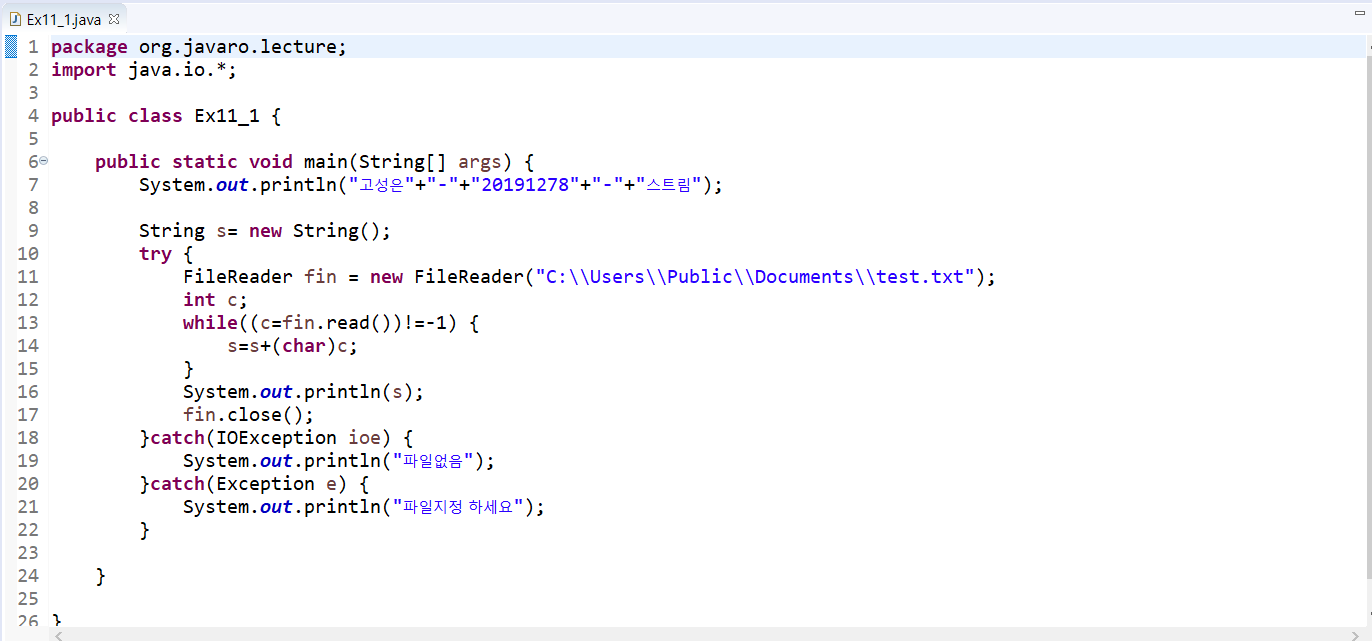 Ex11_1.java
1 package org.javaro.lecture;
2 import java.io.*;
3
4 public class Ex11_1 {
5
6 public static void main(String[] args) {
7 System.out.println("고성은"+"-"+"20191278"+"-"+"스트림");
8
9 String s= new String();
10 try {
11 FileReader fin = new FileReader("C:\\Users\\Public\\Documents\\test.txt");
12 int c;
13 while((c=fin.read())!=-1) {
14 s=s+(char)c;
15 }
16 System.out.println(s);
17 fin.close();
18 }catch(IOException ioe) {
19 System.out.println("파일없음");
20 }catch(Exception e) {
21 System.out.println("파일지정 하세요");
22 }
23
24 }
25
26 }